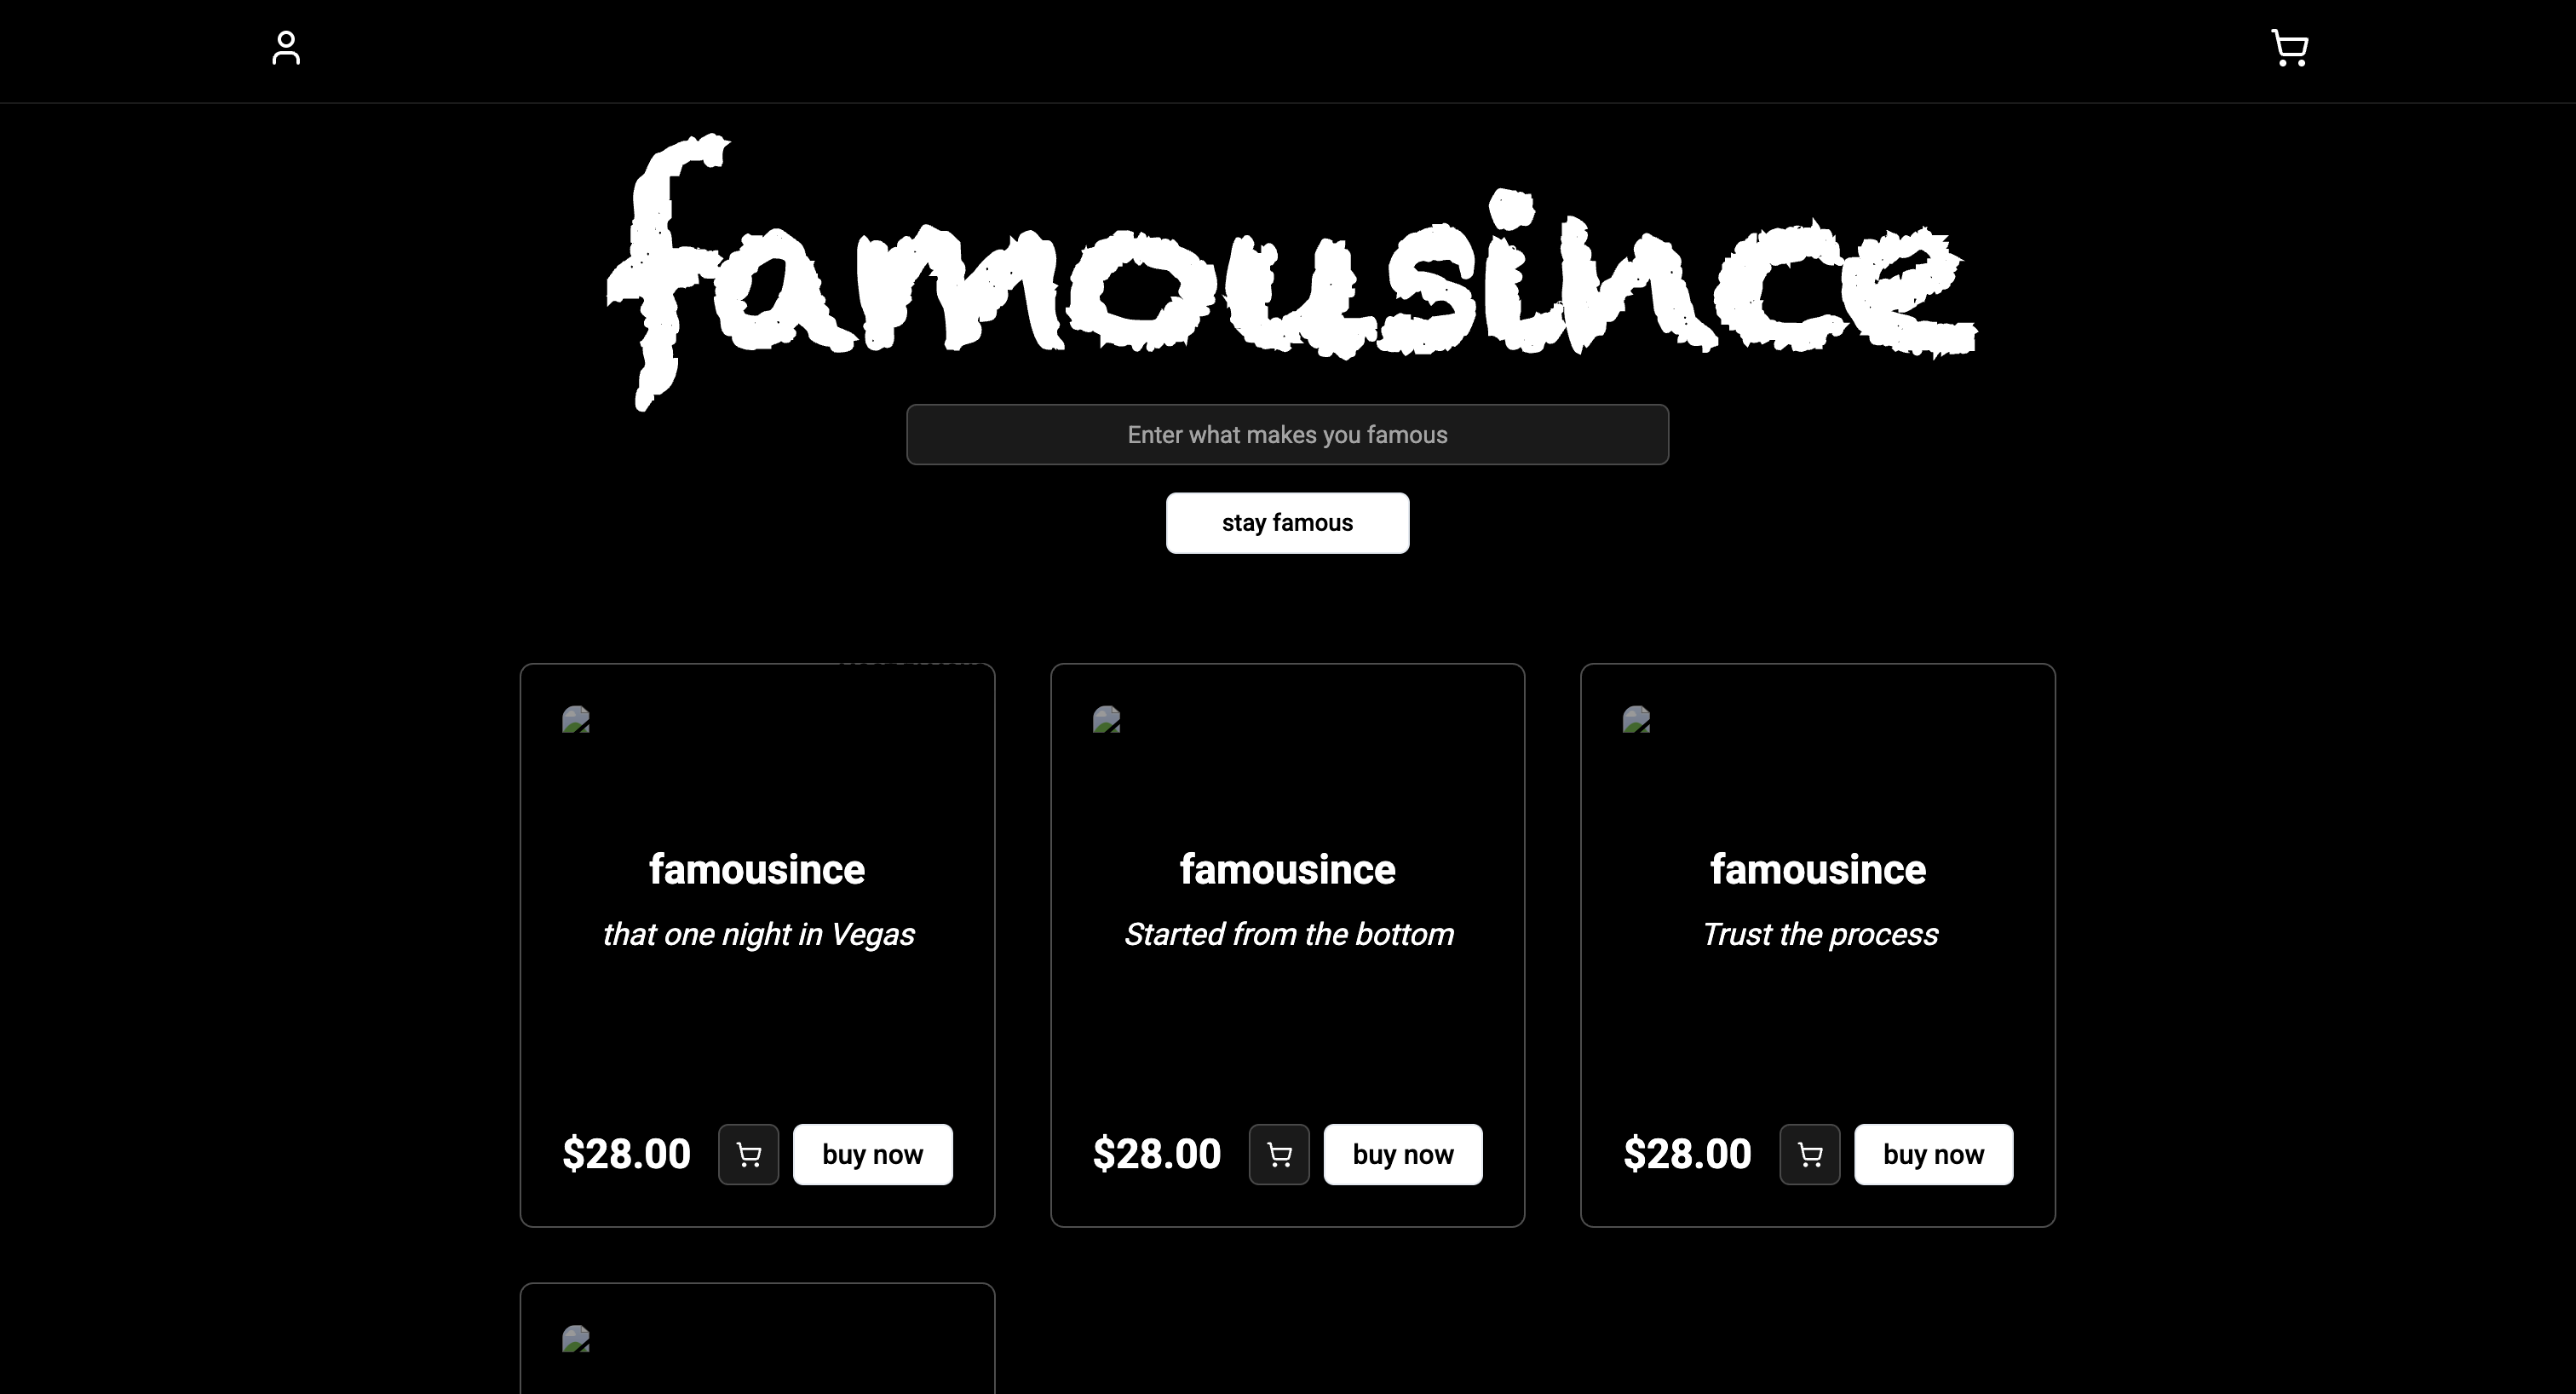 famousince
Enter what makes you famous
stay famous
famousince
that one night in Vegas
$28.00 buy now
famousince
Started from the bottom
$28.00 buy now
famousince
Trust the process
$28.00 buy now